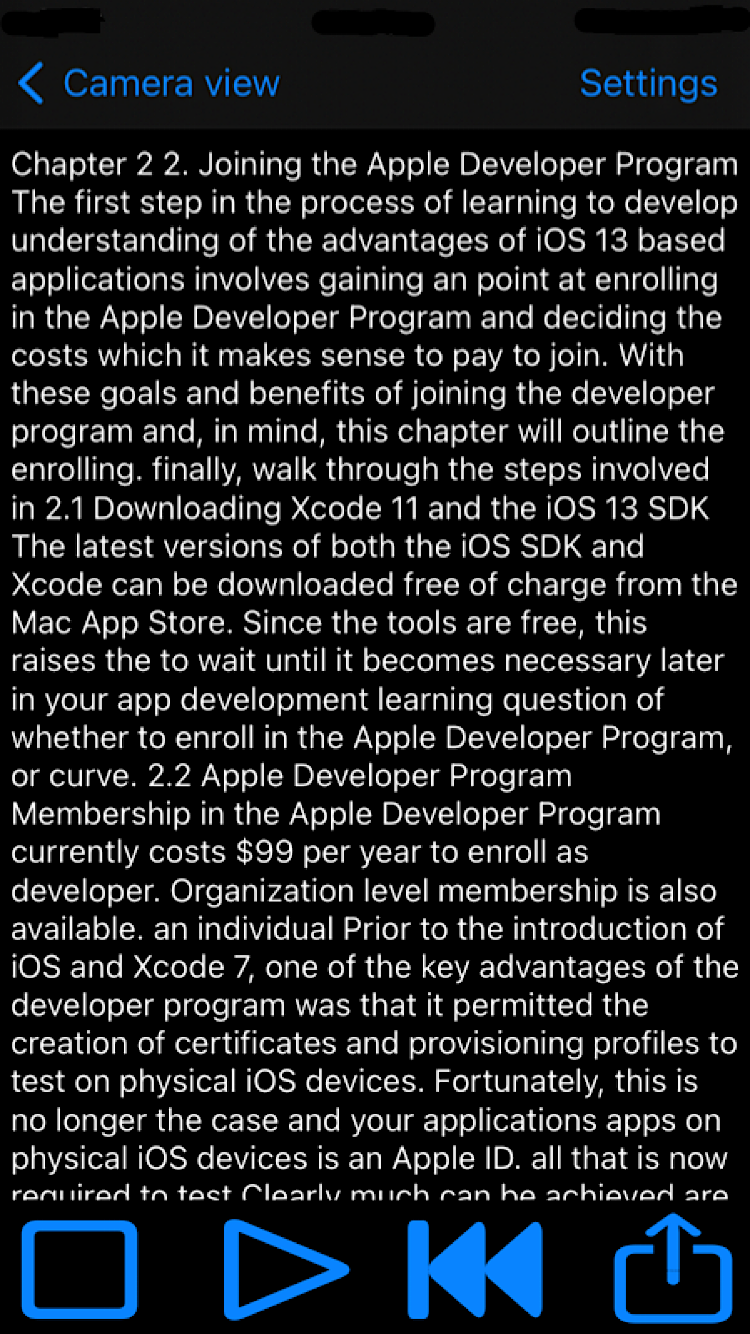 Camera view
Settings
Chapter 2 2. Joining the Apple Developer Program
The first step in the process of learning to develop
understanding of the advantages of iOS 13 based
applications involves gaining an point at enrolling
in the Apple Developer Program and deciding the
costs which it makes sense to pay to join. With
these goals and benefits of joining the developer
program and, in mind, this chapter will outline the
enrolling. finally, walk through the steps involved
in 2.1 Downloading Xcode 11 and the iOS 13 SDK
The latest versions of both the iOS SDK and
Xcode can be downloaded free of charge from the
Mac App Store. Since the tools are free, this
raises the to wait until it becomes necessary later
in your app development learning question of
whether to enroll in the Apple Developer Program,
or curve. 2.2 Apple Developer Program
Membership in the Apple Developer Program
currently costs $99 per year to enroll as
developer. Organization level membership is also
available. an individual Prior to the introduction of
iOS and Xcode 7, one of the key advantages of the
developer program was that it permitted the
creation of certificates and provisioning profiles to
test on physical iOS devices. Fortunately, this is
no longer the case and your applications apps on
physical iOS devices is an Apple ID. all that is now
required to test Clearly much can be achieved are